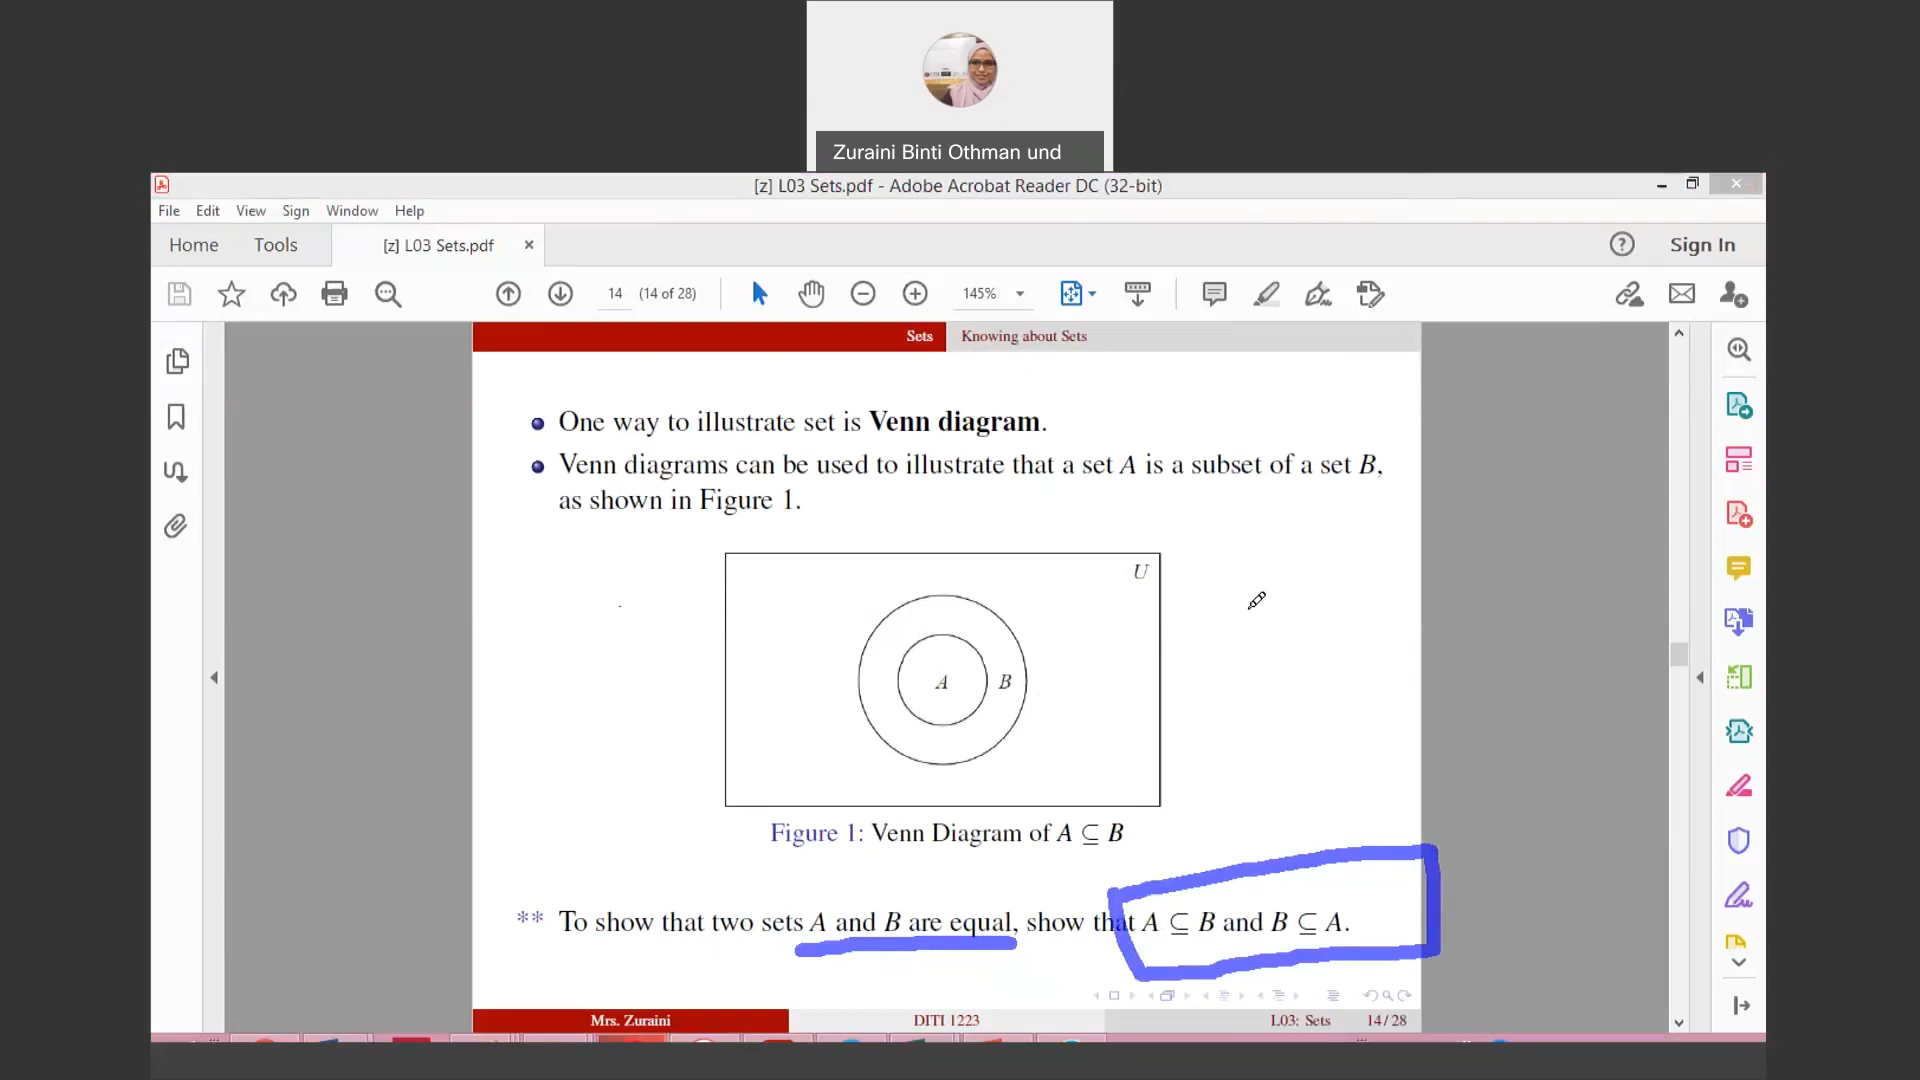 Zuraini Binti Othman und
[z] L03 Sets.pdf - Adobe Acrobat Reader DC (32-bit)
File Edit View Sign Window Help
Home Tools [z] L03 Sets.pdf × Sign In
14 (14 of 28) 145%
Sets Knowing about Sets
One way to illustrate set is Venn diagram.
Venn diagrams can be used to illustrate that a set A is a subset of a set B,
as shown in Figure 1.
U
A B
Figure 1: Venn Diagram of A ⊆ B
** To show that two sets A and B are equal, show that A ⊆ B and B ⊆ A.
Mrs. Zuraini DITI 1223 L03: Sets 14/28